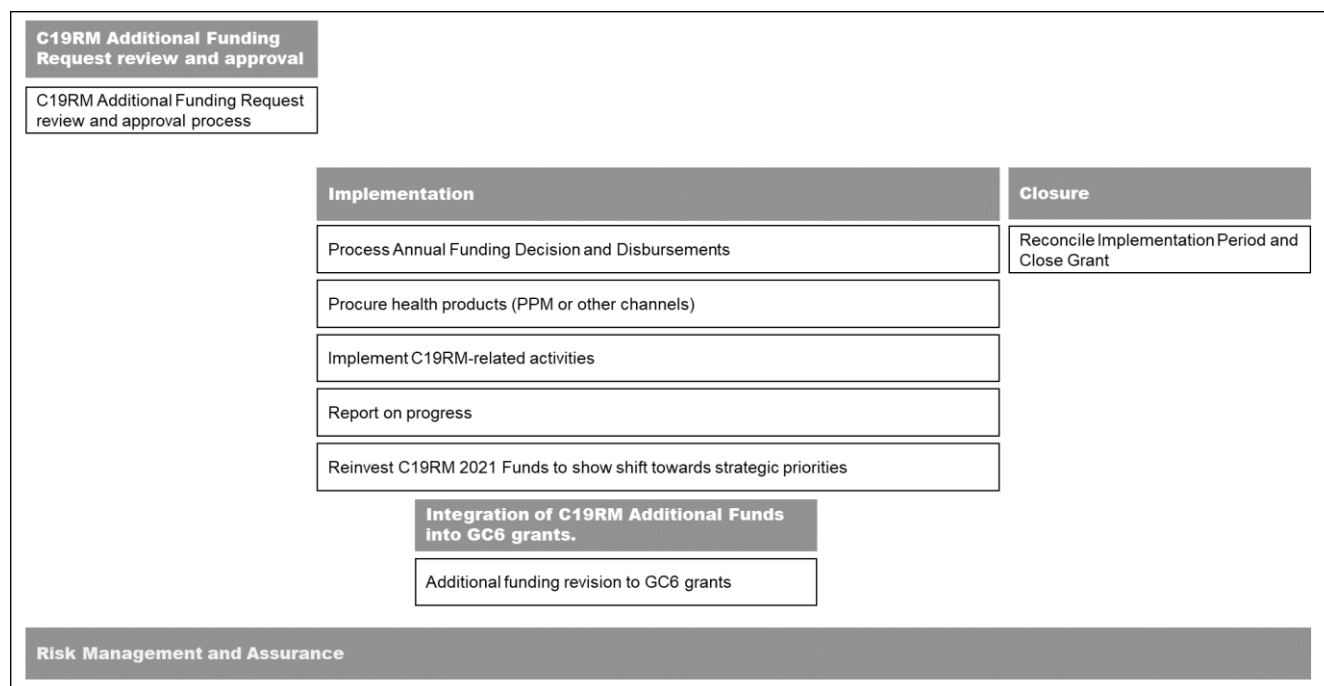 C19RM Additional Funding
Request review and approval
C19RM Additional Funding Request
review and approval process
Implementation
Process Annual Funding Decision and Disbursements
Procure health products (PPM or other channels)
Implement C19RM-related activities
Report on progress
Reinvest C19RM 2021 Funds to show shift towards strategic priorities
Closure
Reconcile Implementation Period and
Close Grant
Integration of C19RM Additional Funds
into GC6 grants.
Additional funding revision to GC6 grants
Risk Management and Assurance